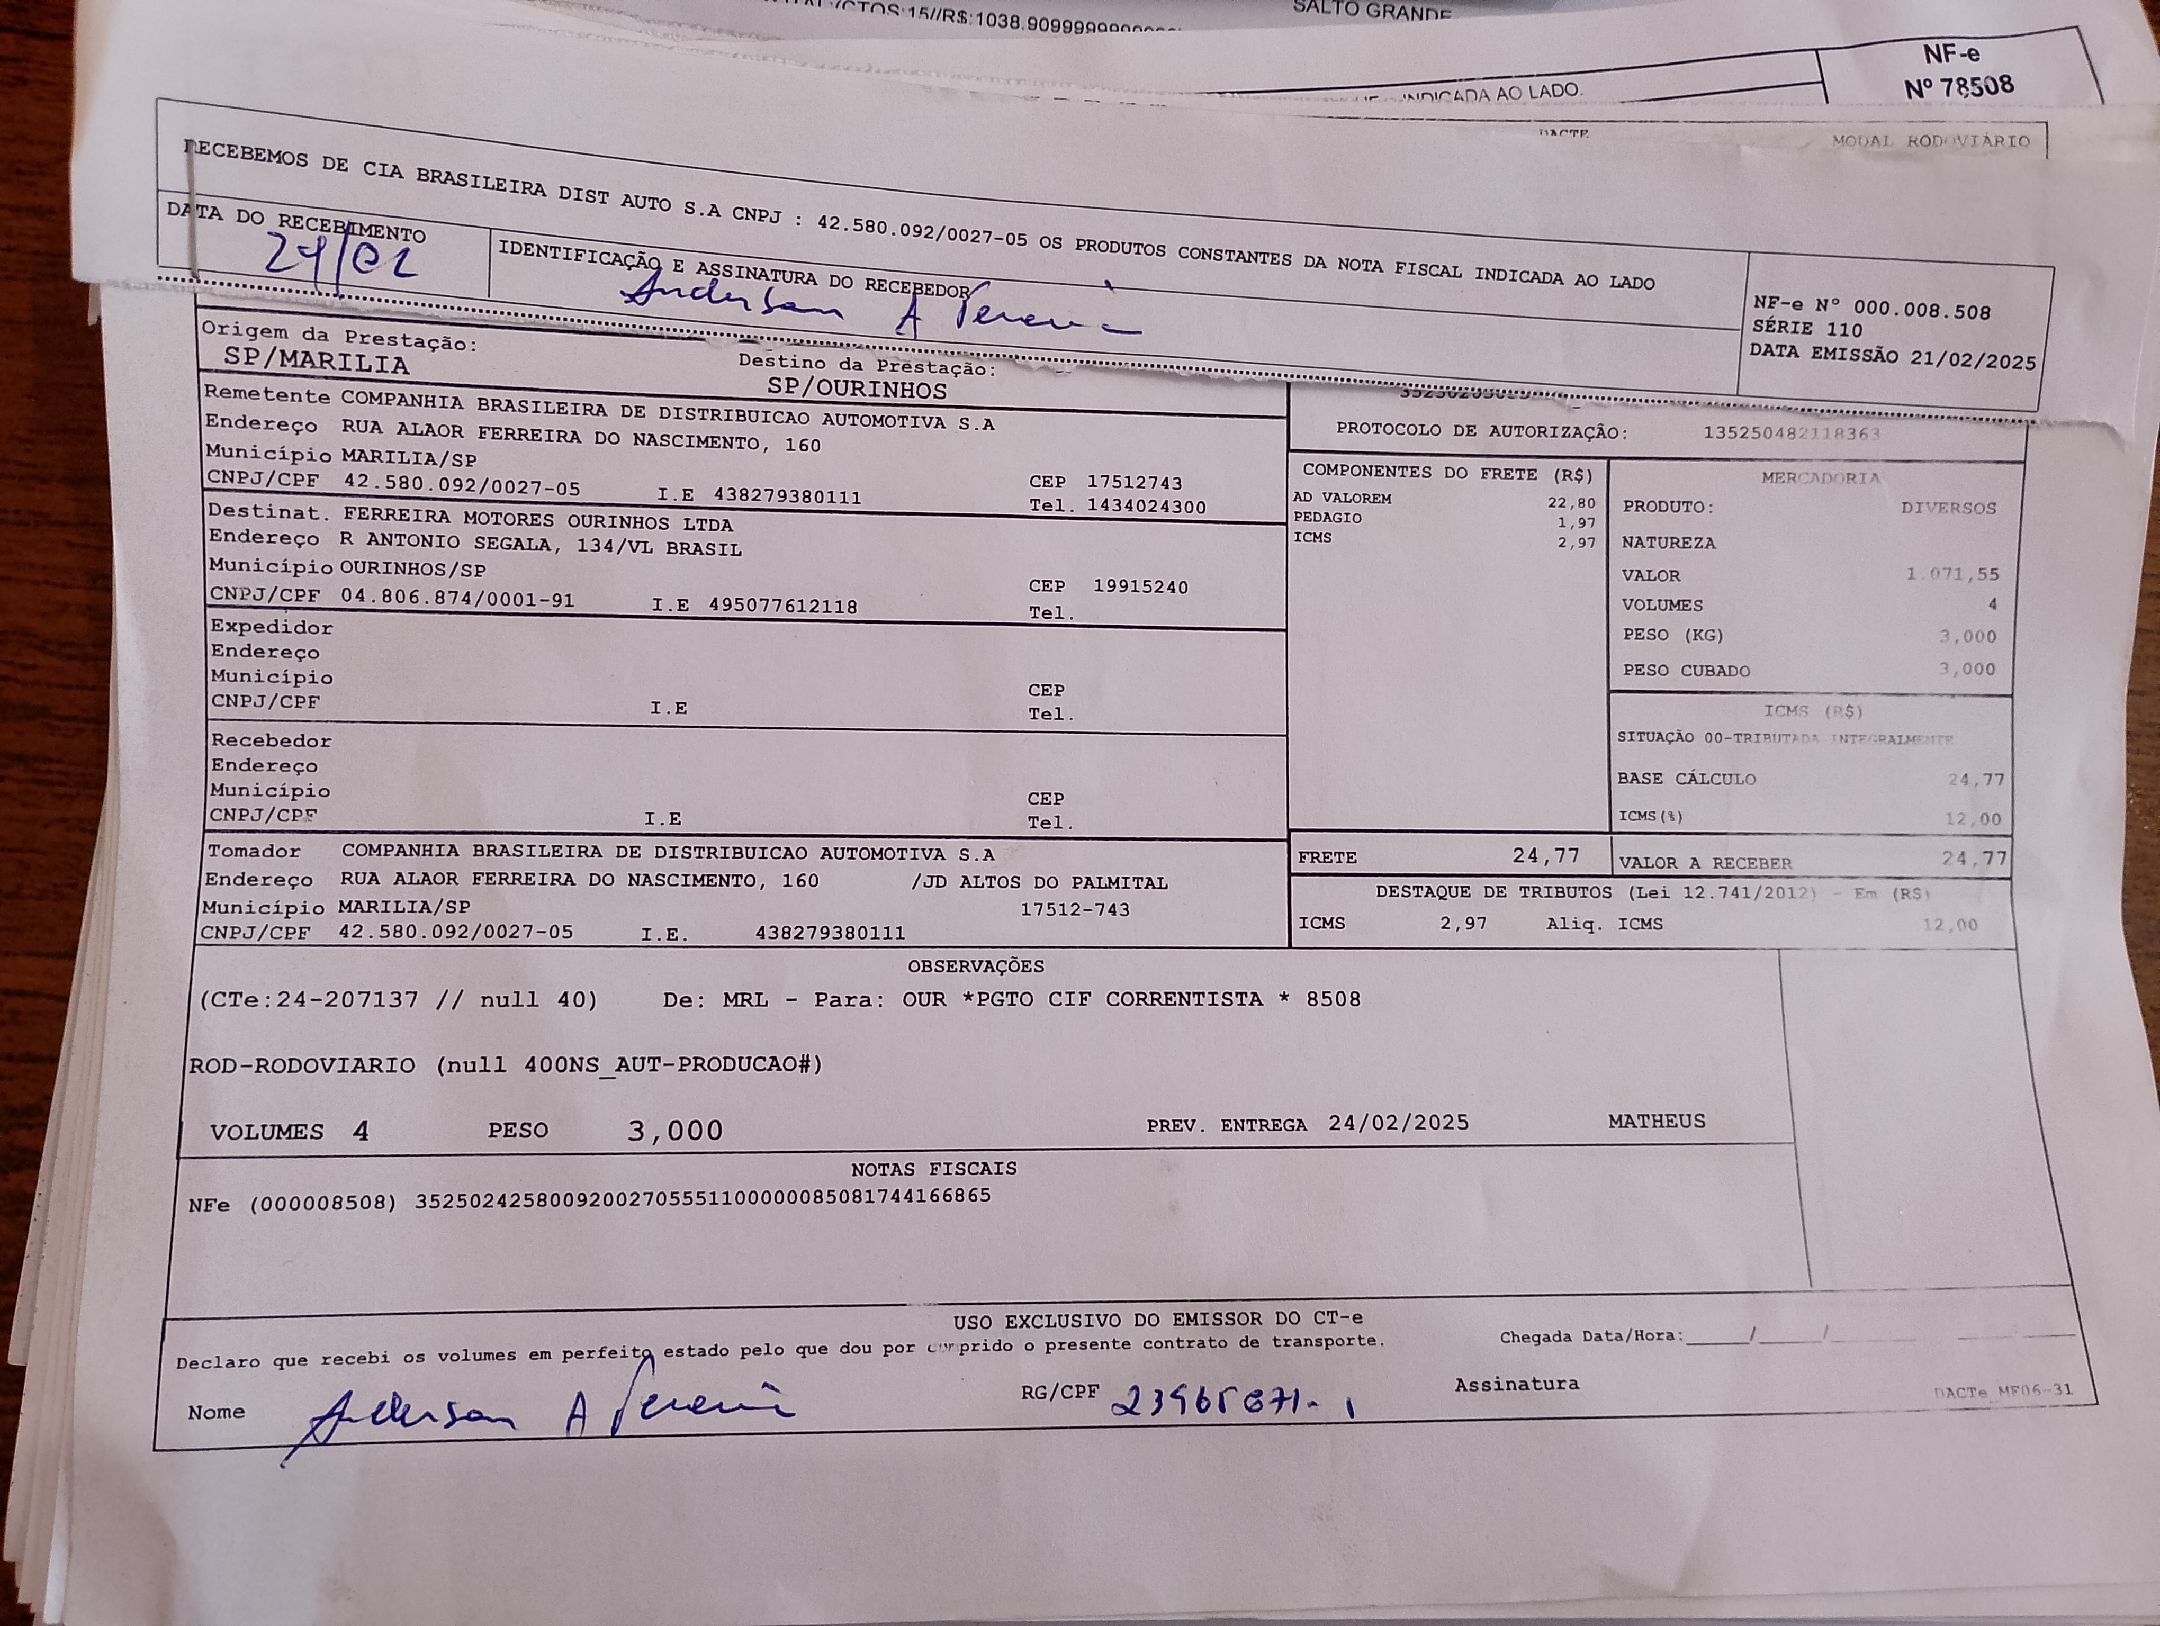 /CTOS:15//R$:1038.90999999
SALTO GRANDE
INDICADA AO LADO.
NF-e
Nº 78508
DACTE
MODAL RODOVIÁRIO
RECEBEMOS DE CIA BRASILEIRA DIST AUTO S.A CNPJ : 42.580.092/0027-05 OS PRODUTOS CONSTANTES DA NOTA FISCAL INDICADA AO LADO
DATA DO RECEBIMENTO
24/02
IDENTIFICAÇÃO E ASSINATURA DO RECEBEDOR
Anderson A Pereira
NF-e Nº 000.008.508
SÉRIE 110
DATA EMISSÃO 21/02/2025
Origem da Prestação:
SP/MARILIA
Destino da Prestação:
SP/OURINHOS
Remetente COMPANHIA BRASILEIRA DE DISTRIBUICAO AUTOMOTIVA S.A
Endereço RUA ALAOR FERREIRA DO NASCIMENTO, 160
Município MARILIA/SP
CEP 17512743
CNPJ/CPF 42.580.092/0027-05 I.E 438279380111 Tel. 1434024300
Destinat. FERREIRA MOTORES OURINHOS LTDA
Endereço R ANTONIO SEGALA, 134/VL BRASIL
Município OURINHOS/SP CEP 19915240
CNPJ/CPF 04.806.874/0001-91 I.E 495077612118 Tel.
Expedidor
Endereço
Município CEP
CNPJ/CPF I.E Tel.
Recebedor
Endereço
Município CEP
CNPJ/CPF I.E Tel.
Tomador COMPANHIA BRASILEIRA DE DISTRIBUICAO AUTOMOTIVA S.A
Endereço RUA ALAOR FERREIRA DO NASCIMENTO, 160 /JD ALTOS DO PALMITAL
Município MARILIA/SP 17512-743
CNPJ/CPF 42.580.092/0027-05 I.E. 438279380111
PROTOCOLO DE AUTORIZAÇÃO: 135250482118363
COMPONENTES DO FRETE (R$)
AD VALOREM 22,80
PEDAGIO 1,97
ICMS 2,97
MERCADORIA
PRODUTO: DIVERSOS
NATUREZA
VALOR 1.071,55
VOLUMES 4
PESO (KG) 3,000
PESO CUBADO 3,000
ICMS (R$)
SITUAÇÃO 00-TRIBUTADA INTEGRALMENTE
BASE CÁLCULO 24,77
ICMS(%) 12,00
FRETE 24,77 VALOR A RECEBER 24,77
DESTAQUE DE TRIBUTOS (Lei 12.741/2012) - Em (R$)
ICMS 2,97 Aliq. ICMS 12,00
OBSERVAÇÕES
(CTe:24-207137 // null 40) De: MRL - Para: OUR *PGTO CIF CORRENTISTA * 8508
ROD-RODOVIARIO (null 400NS_AUT-PRODUCAO#)
VOLUMES 4 PESO 3,000 PREV. ENTREGA 24/02/2025 MATHEUS
NOTAS FISCAIS
NFe (000008508) 35250242580092002705551100000085081744166865
USO EXCLUSIVO DO EMISSOR DO CT-e
Declaro que recebi os volumes em perfeito estado pelo que dou por cumprido o presente contrato de transporte.
Chegada Data/Hora:_____/_____/
Nome Anderson A Pereira RG/CPF Assinatura
DACTe MF06-31